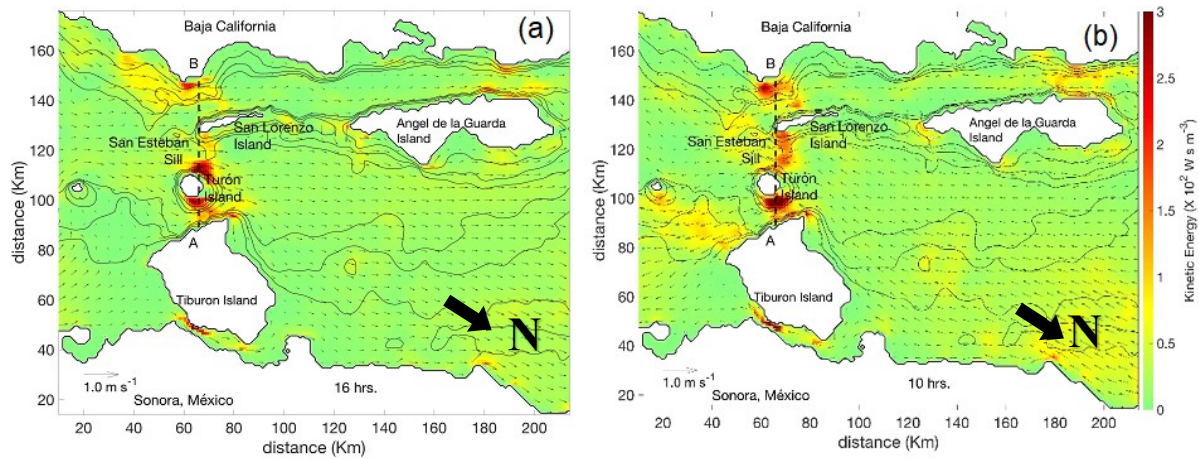 (a)
Baja California
160
140
120
100
80
60
40
20
distance (Km)
B
San Lorenzo
Island
Angel de la Guarda
Island
San Esteban
Sill
Turón
Island
A
Tiburon Island
N
1.0 m s⁻¹
16 hrs.
Sonora, México
20 40 60 80 100 120 140 160 180 200
distance (Km)
(b)
Baja California
160
140
120
100
80
60
40
20
distance (Km)
B
San Lorenzo
Island
Angel de la Guarda
Island
San Esteban
Sill
Turón
Island
A
Tiburon Island
N
1.0 m s⁻¹
10 hrs.
Sonora, México
20 40 60 80 100 120 140 160 180 200
distance (Km)
3
2.5
2
1.5
1
0.5
0
Kinetic Energy (X 10² W s m⁻³)